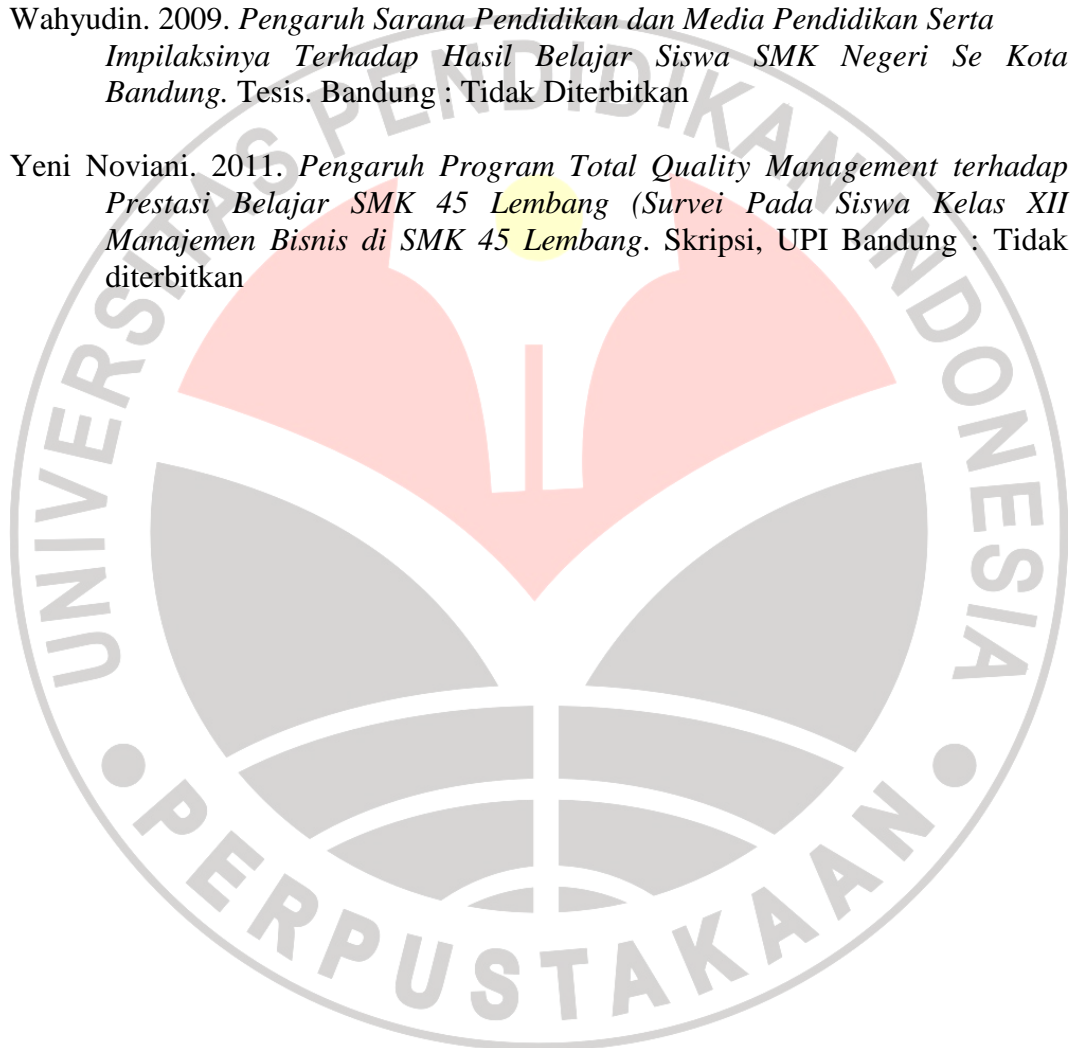 Wahyudin. 2009. Pengaruh Sarana Pendidikan dan Media Pendidikan Serta
Impilaksinya Terhadap Hasil Belajar Siswa SMK Negeri Se Kota
Bandung. Tesis. Bandung : Tidak Diterbitkan
Yeni Noviani. 2011. Pengaruh Program Total Quality Management terhadap
Prestasi Belajar SMK 45 Lembang (Survei Pada Siswa Kelas XII
Manajemen Bisnis di SMK 45 Lembang. Skripsi, UPI Bandung : Tidak
diterbitkan
UNIVERSITAS PENDIDIKAN INDONESIA
PERPUSTAKAAN